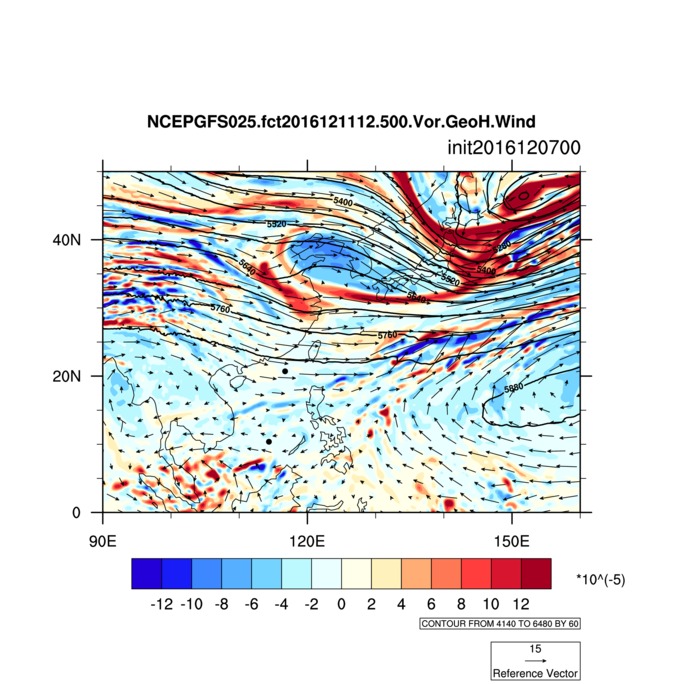 NCEPGFS025.fct2016121112.500.Vor.GeoH.Wind
init2016120700
5400
5320
40N
5640
5400
5520
5640
5760
5760
20N
5880
0
90E 120E 150E
-12 -10 -8 -6 -4 -2 0 2 4 6 8 10 12
*10^(-5)
CONTOUR FROM 4140 TO 6480 BY 60
15
Reference Vector